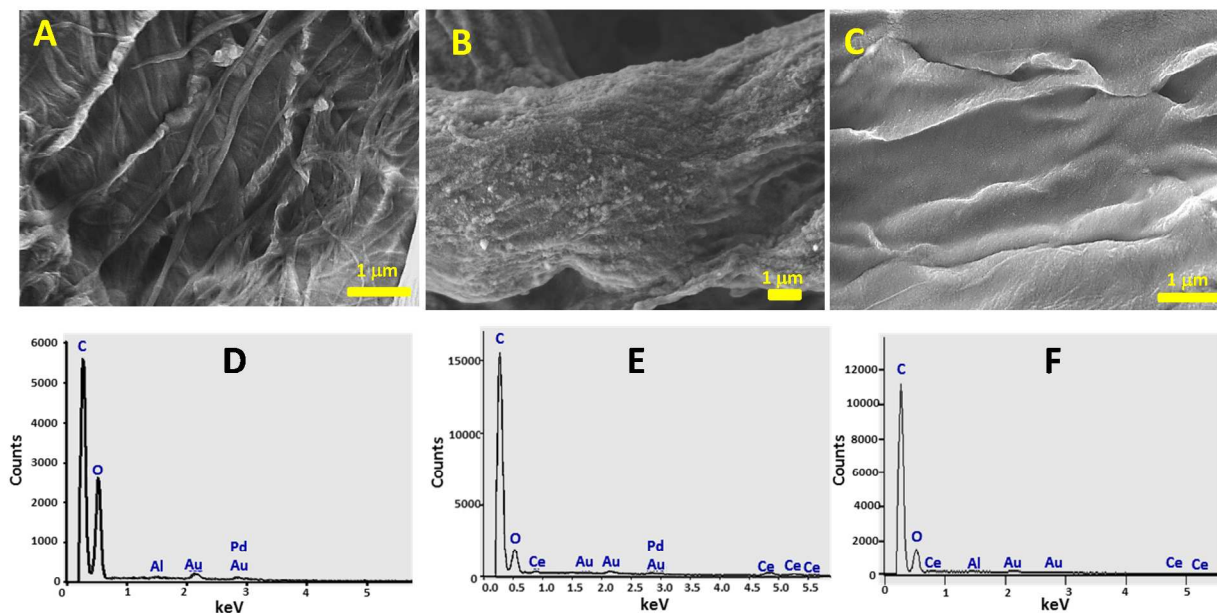 A
1 μm
B
1 μm
C
1 μm
D
6000
5000
4000
3000
2000
1000
0
Counts
C
O
Al
Au
Pd
Au
1
2
3
4
5
keV
E
15000
10000
5000
0
Counts
C
O
Ce
Au
Au
Pd
Au
Ce
Ce
Ce
0.0
0.5
1.0
1.5
2.0
2.5
3.0
3.5
4.0
4.5
5.0
5.5
keV
F
12000
10000
8000
6000
4000
2000
0
Counts
C
O
Ce
Al
Au
Au
Ce
Ce
0
1
2
3
4
5
keV